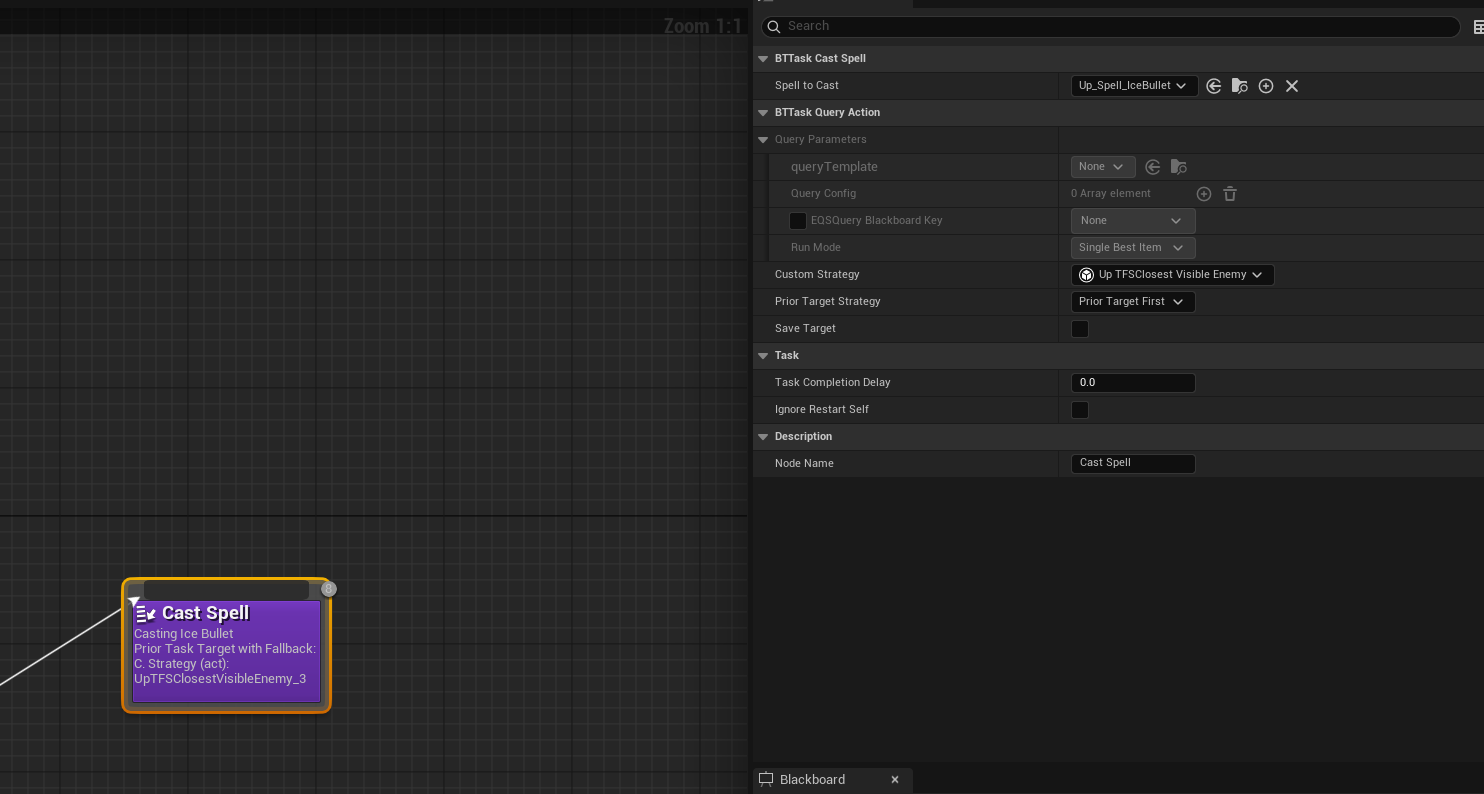 Zoom 1:1
Search
BTTask Cast Spell
Spell to Cast
Up_Spell_IceBullet
BTTask Query Action
Query Parameters
queryTemplate
None
Query Config
0 Array element
EQSQuery Blackboard Key
None
Run Mode
Single Best Item
Custom Strategy
Up TFSClosest Visible Enemy
Prior Target Strategy
Prior Target First
Save Target
Task
Task Completion Delay
0.0
Ignore Restart Self
Description
Node Name
Cast Spell
8
Cast Spell
Casting Ice Bullet
Prior Task Target with Fallback:
C. Strategy (act):
UpTFSClosestVisibleEnemy_3
Blackboard